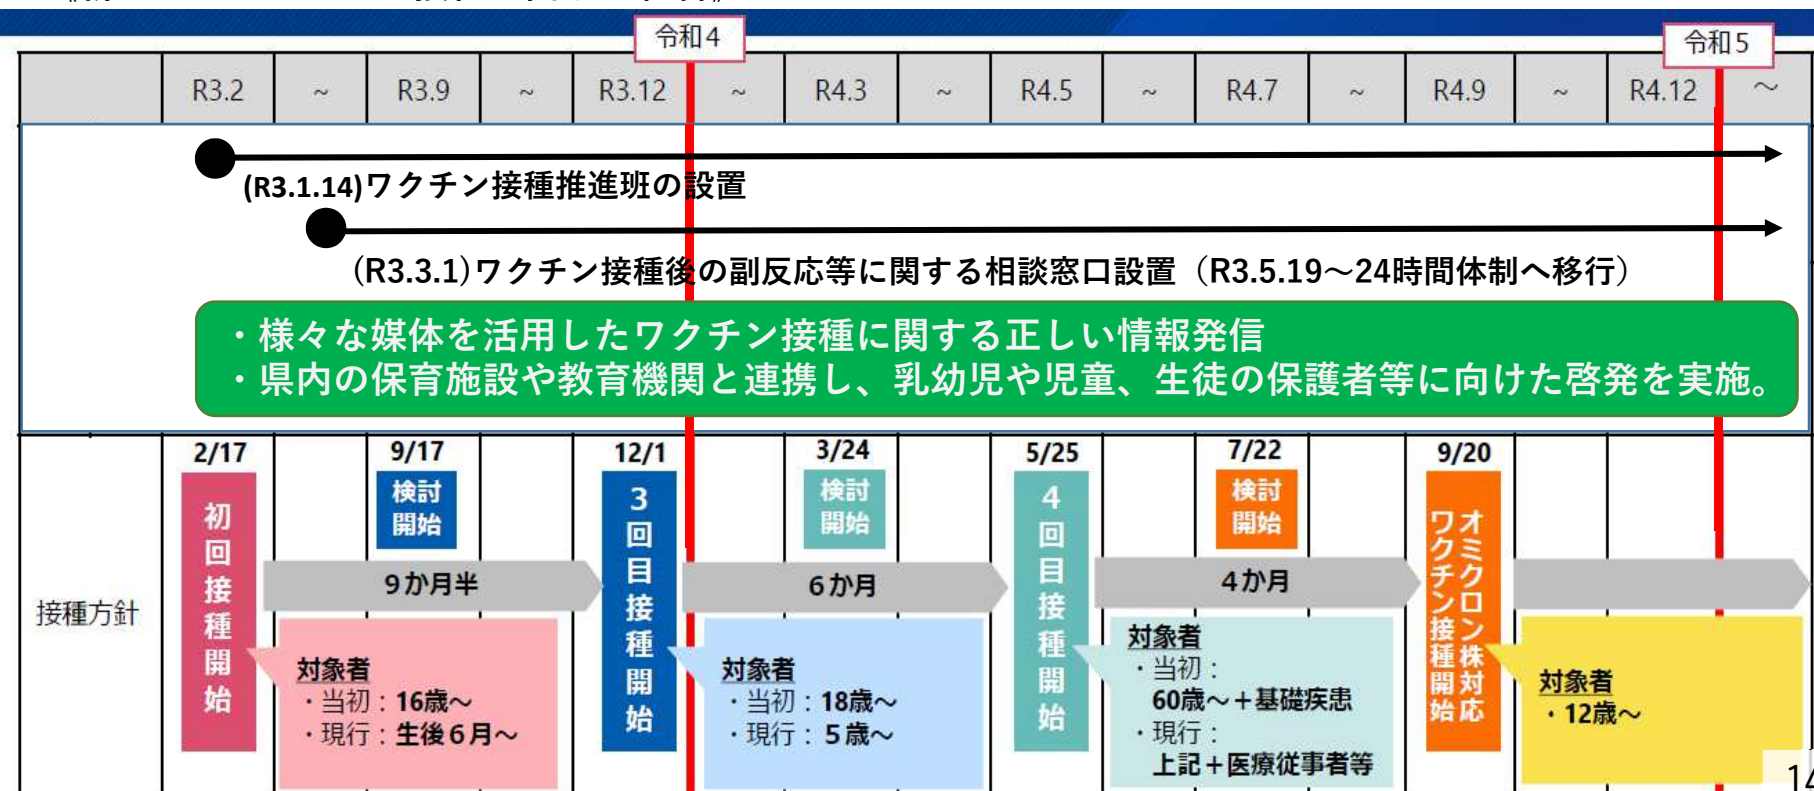 令和４
令和５
R3.2 ～ R3.9 ～ R3.12 ～ R4.3 ～ R4.5 ～ R4.7 ～ R4.9 ～ R4.12 ～
(R3.1.14)ワクチン接種推進班の設置
(R3.3.1)ワクチン接種後の副反応等に関する相談窓口設置（R3.5.19～24時間体制へ移行）
・様々な媒体を活用したワクチン接種に関する正しい情報発信
・県内の保育施設や教育機関と連携し、乳幼児や児童、生徒の保護者等に向けた啓発を実施。
接種方針
2/17
初回接種開始
9/17
検討
開始
9か月半
対象者
・当初：16歳～
・現行：生後６月～
12/1
３回目接種開始
3/24
検討
開始
6か月
対象者
・当初：18歳～
・現行：５歳～
5/25
４回目接種開始
7/22
検討
開始
4か月
対象者
・当初：
60歳～＋基礎疾患
・現行：
上記＋医療従事者等
9/20
オミクロン株対応
ワクチン接種開始
対象者
・12歳～
14